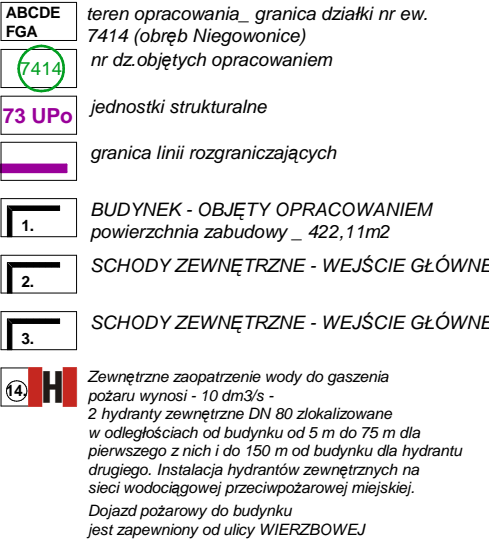 ABCDE
FGA
teren opracowania_ granica działki nr ew.
7414 (obręb Niegowonice)
7414
nr dz.objętych opracowaniem
73 UPo
jednostki strukturalne
granica linii rozgraniczających
1.
BUDYNEK - OBJĘTY OPRACOWANIEM
powierzchnia zabudowy _ 422,11m2
2.
SCHODY ZEWNĘTRZNE - WEJŚCIE GŁÓWNE
3.
SCHODY ZEWNĘTRZNE - WEJŚCIE GŁÓWNE
14. H
Zewnętrzne zaopatrzenie wody do gaszenia
pożaru wynosi - 10 dm3/s -
2 hydranty zewnętrzne DN 80 zlokalizowane
w odległościach od budynku od 5 m do 75 m dla
pierwszego z nich i do 150 m od budynku dla hydrantu
drugiego. Instalacja hydrantów zewnętrznych na
sieci wodociągowej przeciwpożarowej miejskiej.
Dojazd pożarowy do budynku
jest zapewniony od ulicy WIERZBOWEJ